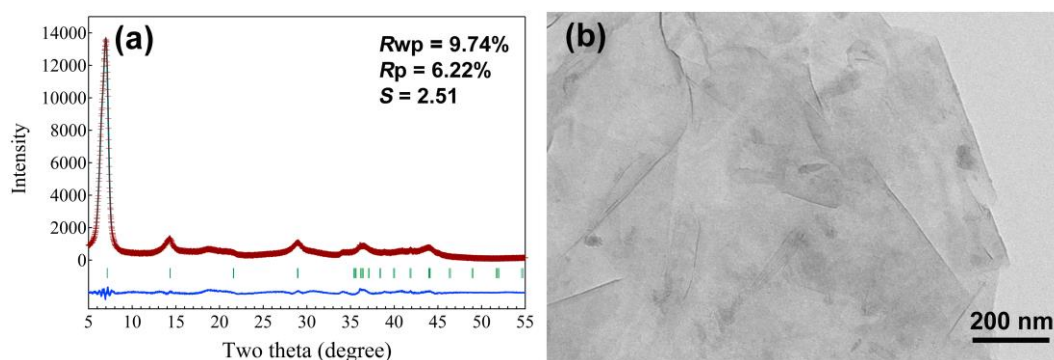 (a)
Rwp = 9.74%
Rp = 6.22%
S = 2.51
14000
12000
10000
8000
6000
4000
2000
0
Intensity
5 10 15 20 25 30 35 40 45 50 55
Two theta (degree)
(b)
200 nm